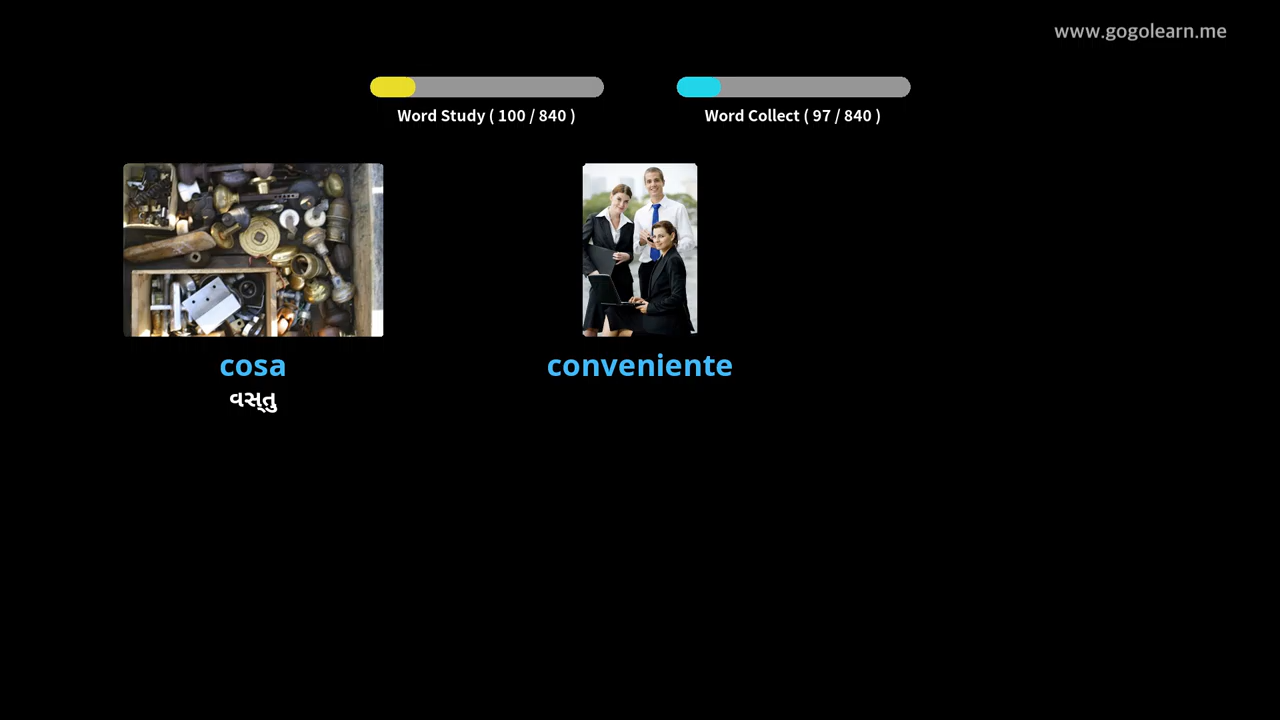 www.gogolearn.me
Word Study ( 100 / 840 )
Word Collect ( 97 / 840 )
cosa
વસ્તુ
conveniente